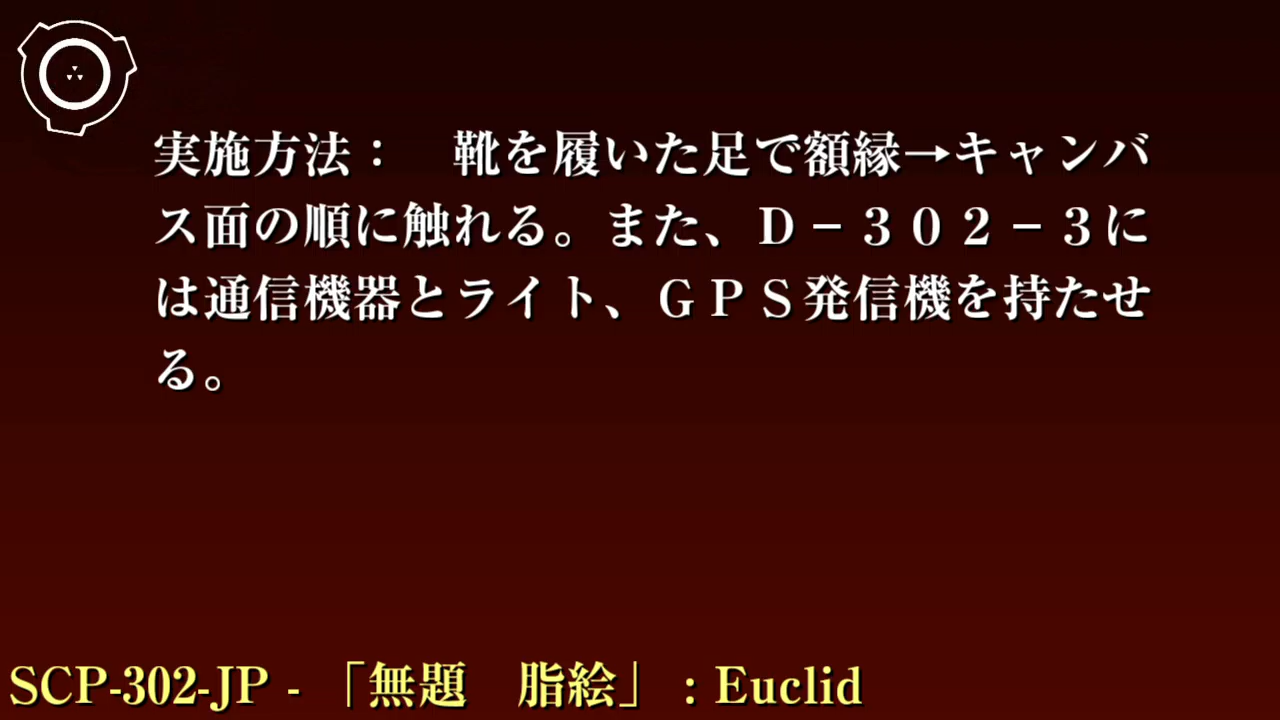 実施方法：　靴を履いた足で額縁→キャンバ
ス面の順に触れる。また、Ｄ－３０２－３に
は通信機器とライト、ＧＰＳ発信機を持たせ
る。
SCP-302-JP - 「無題　脂絵」 : Euclid